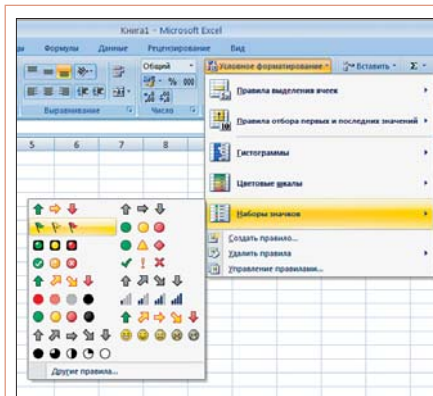 Книга1 - Microsoft Excel
Формулы Данные Рецензирование Вид
Общий
Условное форматирование
Вставить
Σ
% 000
Выравнивание
Число
Правила выделения ячеек
Правила отбора первых и последних значений
Гистограммы
Цветовые шкалы
Наборы значков
Создать правило...
Удалить правила
Управление правилами...
5 6 7 8
Другие правила...